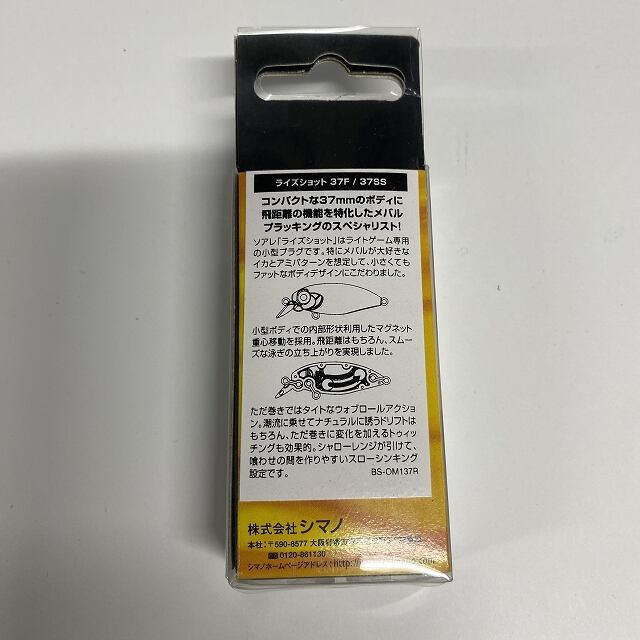 ライズショット 37F / 37SS
コンパクトな37mmのボディに
飛距離の機能を特化したメバル
プラッキングのスペシャリスト!
ソアレ「ライズショット」はライトゲーム専用
の小型プラグです。特にメバルが大好きな
イカとアミパターンを想定して、小さくても
ファットなボディデザインにこだわりました。
小型ボディでの内部形状利用したマグネット
重心移動を採用。飛距離はもちろん、スムー
ズな泳ぎの立ち上がりを実現しました。
ただ巻きではタイトなウォブロールアクショ
ン。潮流に乗せてナチュラルに誘うドリフトは
もちろん、ただ巻きに変化を加えるトゥィッ
チングも効果的。シャローレンジが引けて、
喰わせの間を作りやすいスローシンキング
設定です。 BS-OM137R
株式会社 シマノ
本社:〒590-8577 大阪府堺市
0120-861130
シマノホームページアドレス:http://